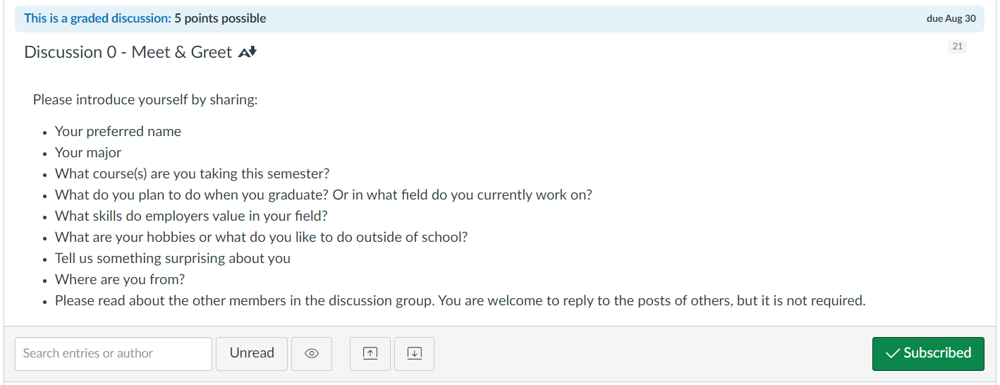 This is a graded discussion: 5 points possible
due Aug 30
Discussion 0 - Meet & Greet
21
Please introduce yourself by sharing:
• Your preferred name
• Your major
• What course(s) are you taking this semester?
• What do you plan to do when you graduate? Or in what field do you currently work on?
• What skills do employers value in your field?
• What are your hobbies or what do you like to do outside of school?
• Tell us something surprising about you
• Where are you from?
• Please read about the other members in the discussion group. You are welcome to reply to the posts of others, but it is not required.
Search entries or author
Unread
Subscribed